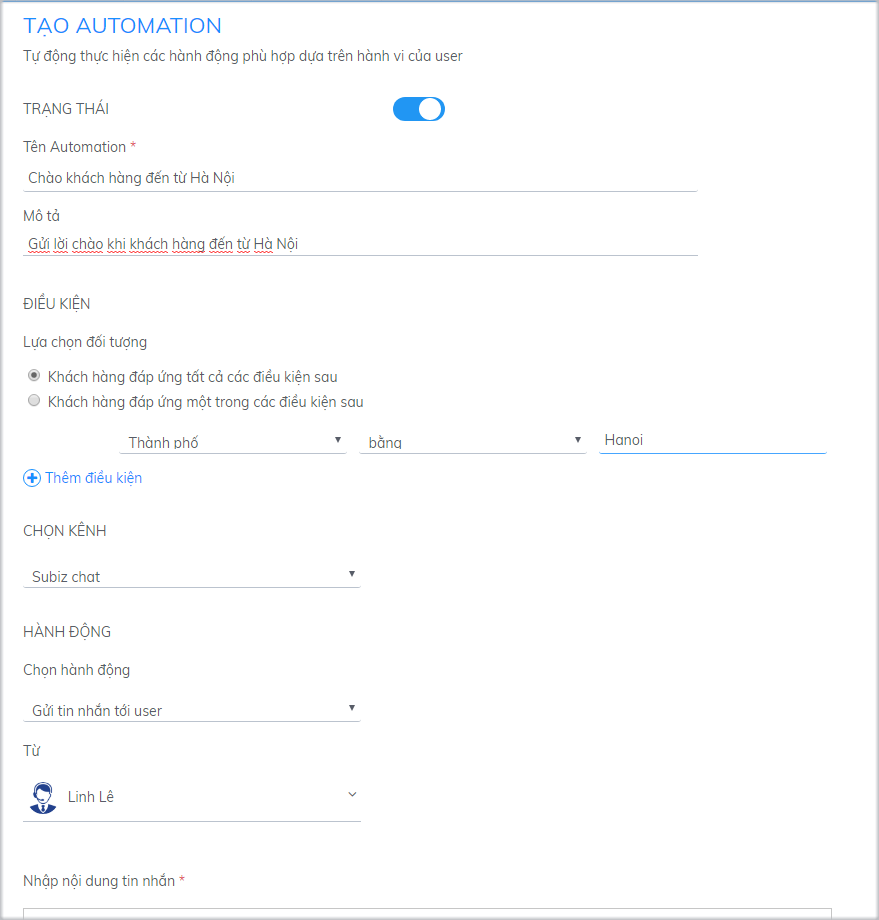 TẠO AUTOMATION
Tự động thực hiện các hành động phù hợp dựa trên hành vi của user
TRẠNG THÁI
Tên Automation *
Chào khách hàng đến từ Hà Nội
Mô tả
Gửi lời chào khi khách hàng đến từ Hà Nội
ĐIỀU KIỆN
Lựa chọn đối tượng
Khách hàng đáp ứng tất cả các điều kiện sau
Khách hàng đáp ứng một trong các điều kiện sau
Thành phố bằng Hanoi
Thêm điều kiện
CHỌN KÊNH
Subiz chat
HÀNH ĐỘNG
Chọn hành động
Gửi tin nhắn tới user
Từ
Linh Lê
Nhập nội dung tin nhắn *